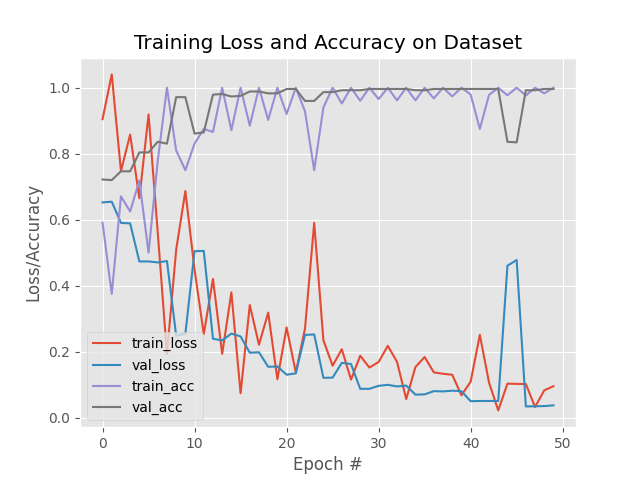 Training Loss and Accuracy on Dataset
Loss/Accuracy
1.0
0.8
0.6
0.4
0.2
0.0
train_loss
val_loss
train_acc
val_acc
0 10 20 30 40 50
Epoch #